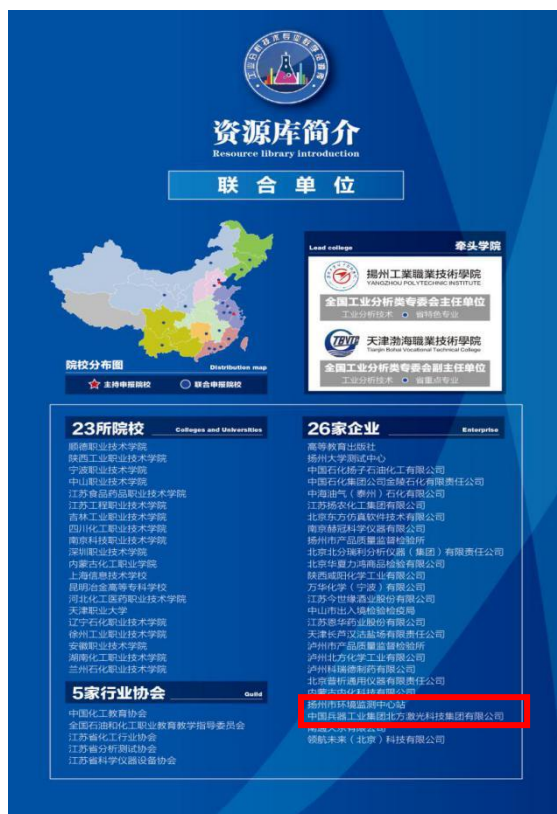 资源库简介
Resource library introduction
联合单位
Lead college
牵头学院
揚州工業職業技術學院
YANGZHOU POLYTECHNIC INSTITUTE
全国工业分析类专委会主任单位
工业分析技术 省特色专业
TBVTC
天津渤海職業技術學院
Tianjin Bohai Vocational Technical College
全国工业分析类专委会副主任单位
工业分析技术 省重点专业
院校分布图
Distribution map
主持申报院校
联合申报院校
23所院校
Colleges and Universities
顺德职业技术学院
陕西工业职业技术学院
宁波职业技术学院
中山职业技术学院
江苏食品药品职业技术学院
江苏工程职业技术学院
吉林工业职业技术学院
四川化工职业技术学院
南京科技职业技术学院
深圳职业技术学院
内蒙古化工职业学院
上海信息技术学校
昆明冶金高等专科学校
河北化工医药职业技术学院
天津职业大学
辽宁石化职业技术学院
徐州工业职业技术学院
安徽职业技术学院
湖南化工职业技术学院
兰州石化职业技术学院
5家行业协会
Guild
中国化工教育协会
全国石油和化工职业教育教学指导委员会
江苏省化工行业协会
江苏省分析测试协会
江苏省科学仪器设备协会
26家企业
Enterprise
高等教育出版社
扬州大学测试中心
中国石化扬子石油化工有限公司
中国石化集团公司金陵石化有限责任公司
中海油气（泰州）石化有限公司
江苏扬农化工集团有限公司
北京东方仿真软件技术有限公司
南京赫冠科学仪器有限公司
扬州市产品质量监督检验所
北京北分瑞利分析仪器（集团）有限责任公司
北京华夏力鸿商品检验有限公司
陕西咸阳化学工业有限公司
万华化学（宁波）有限公司
江苏今世缘酒业股份有限公司
中山市出入境检验检疫局
江苏恩华药业股份有限公司
天津长芦汉沽盐场有限责任公司
泸州市产品质量监督检验所
泸州北方化学工业有限公司
泸州科瑞德制药有限公司
北京普析通用仪器有限责任公司
内蒙古内化科技有限公司
扬州市环境监测中心站
中国兵器工业集团北方激光科技集团有限公司
领航未来（北京）科技有限公司